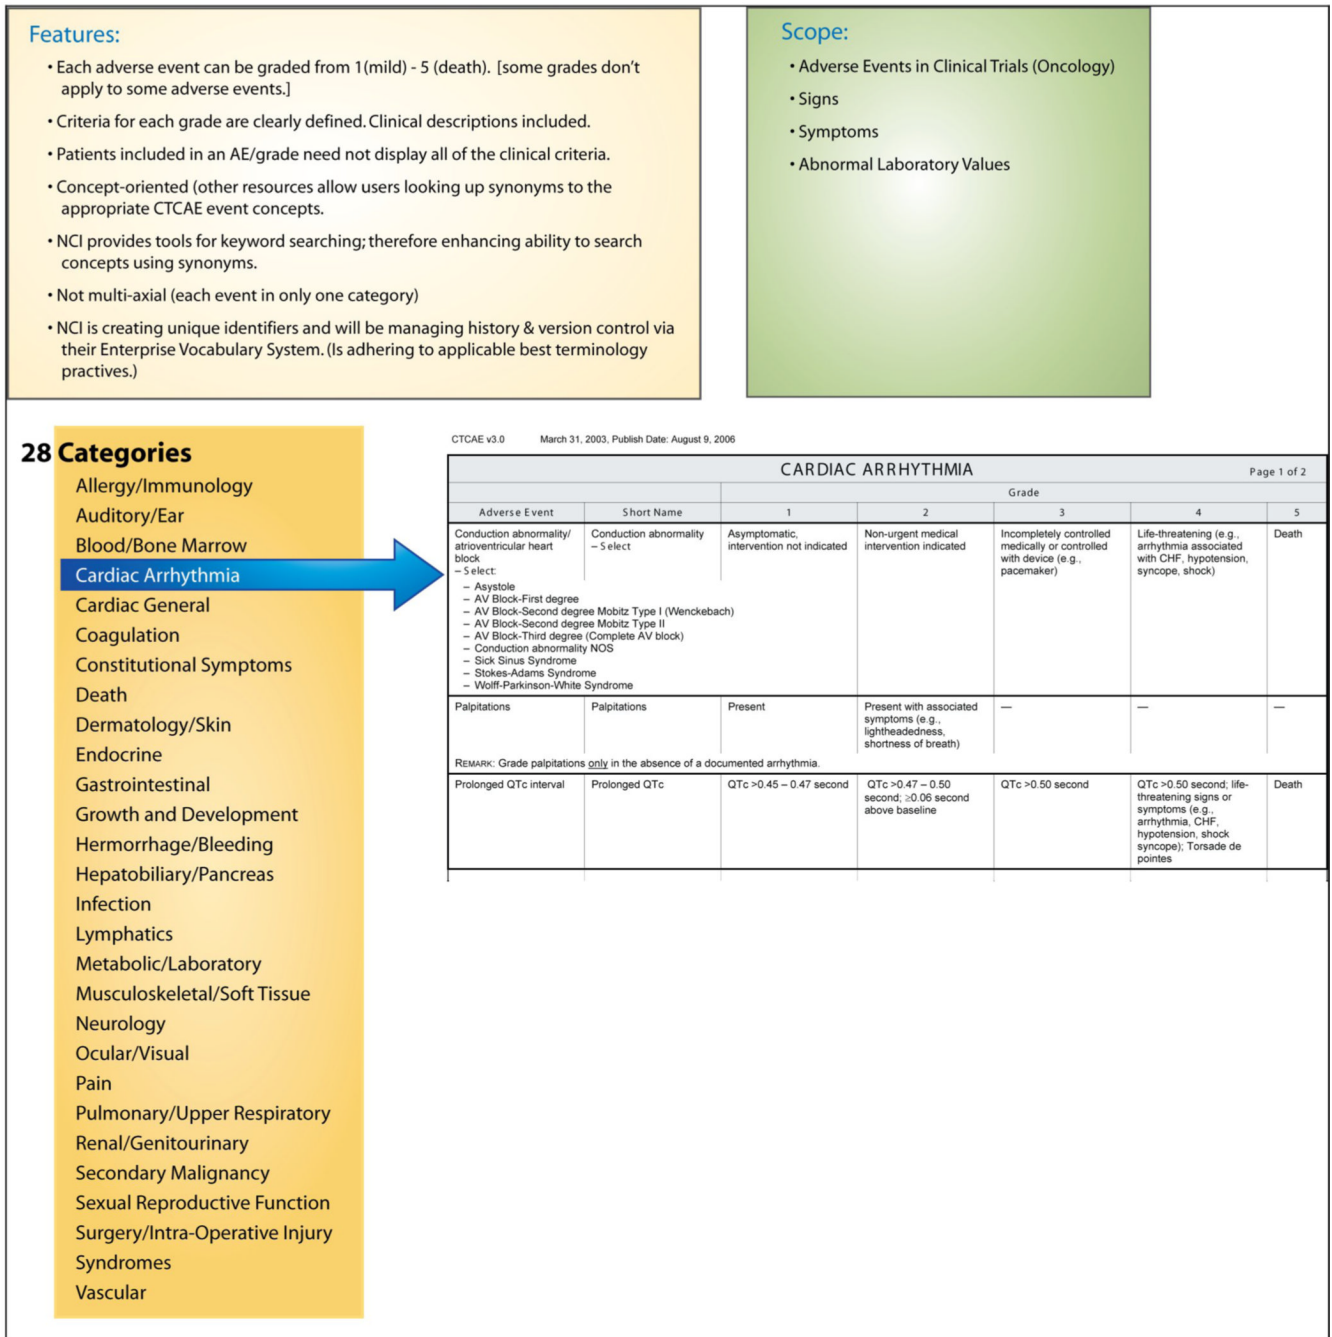 Features:
• Each adverse event can be graded from 1(mild) - 5 (death). [some grades don't
apply to some adverse events.]
• Criteria for each grade are clearly defined. Clinical descriptions included.
• Patients included in an AE/grade need not display all of the clinical criteria.
• Concept-oriented (other resources allow users looking up synonyms to the
appropriate CTCAE event concepts.
• NCI provides tools for keyword searching; therefore enhancing ability to search
concepts using synonyms.
• Not multi-axial (each event in only one category)
• NCI is creating unique identifiers and will be managing history & version control via
their Enterprise Vocabulary System. (Is adhering to applicable best terminology
practives.)
Scope:
• Adverse Events in Clinical Trials (Oncology)
• Signs
• Symptoms
• Abnormal Laboratory Values
28 Categories
Allergy/Immunology
Auditory/Ear
Blood/Bone Marrow
Cardiac Arrhythmia
Cardiac General
Coagulation
Constitutional Symptoms
Death
Dermatology/Skin
Endocrine
Gastrointestinal
Growth and Development
Hermorrhage/Bleeding
Hepatobiliary/Pancreas
Infection
Lymphatics
Metabolic/Laboratory
Musculoskeletal/Soft Tissue
Neurology
Ocular/Visual
Pain
Pulmonary/Upper Respiratory
Renal/Genitourinary
Secondary Malignancy
Sexual Reproductive Function
Surgery/Intra-Operative Injury
Syndromes
Vascular
CTCAE v3.0 March 31, 2003, Publish Date: August 9, 2006
CARDIAC ARRHYTHMIA Page 1 of 2
Grade
Adverse Event Short Name 1 2 3 4 5
Conduction abnormality/
atrioventricular heart
block
– Select:
– Asystole
– AV Block-First degree
– AV Block-Second degree Mobitz Type I (Wenckebach)
– AV Block-Second degree Mobitz Type II
– AV Block-Third degree (Complete AV block)
– Conduction abnormality NOS
– Sick Sinus Syndrome
– Stokes-Adams Syndrome
– Wolff-Parkinson-White Syndrome
Conduction abnormality
– Select
Asymptomatic,
intervention not indicated
Non-urgent medical
intervention indicated
Incompletely controlled
medically or controlled
with device (e.g.,
pacemaker)
Life-threatening (e.g.,
arrhythmia associated
with CHF, hypotension,
syncope, shock)
Death
Palpitations
Palpitations
Present
Present with associated
symptoms (e.g.,
lightheadedness,
shortness of breath)
—
—
—
REMARK: Grade palpitations only in the absence of a documented arrhythmia.
Prolonged QTc interval
Prolonged QTc
QTc >0.45 – 0.47 second
QTc >0.47 – 0.50
second; ≥0.06 second
above baseline
QTc >0.50 second
QTc >0.50 second; life-
threatening signs or
symptoms (e.g.,
arrhythmia, CHF,
hypotension, shock
syncope); Torsade de
pointes
Death